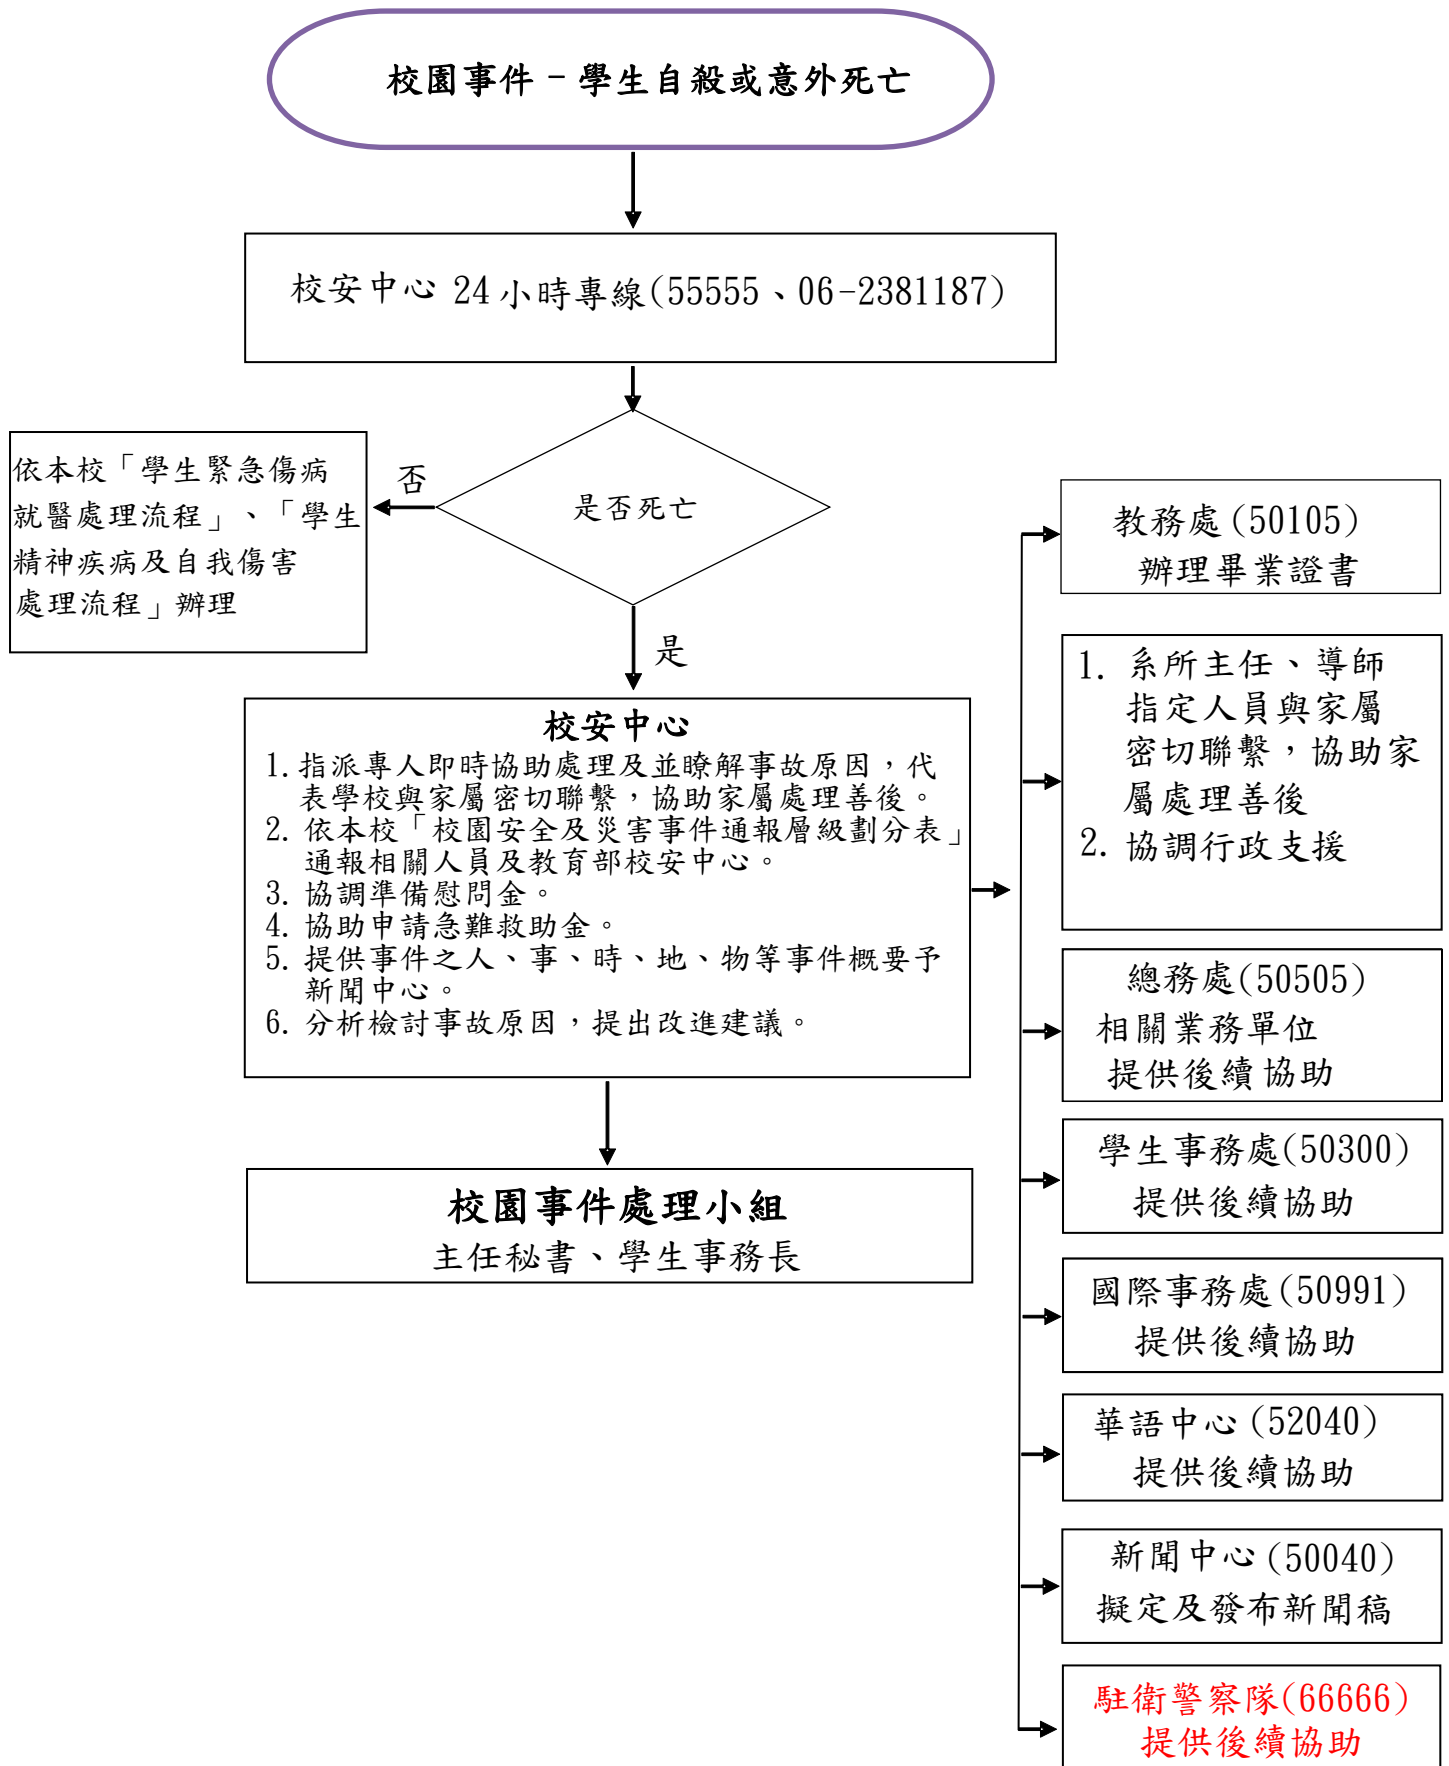 校園事件－學生自殺或意外死亡
校安中心 24小時專線(55555、06-2381187)
是否死亡
否
依本校「學生緊急傷病
就醫處理流程」、「學生
精神疾病及自我傷害
處理流程」辦理
是
校安中心
1. 指派專人即時協助處理及並瞭解事故原因，代
表學校與家屬密切聯繫，協助家屬處理善後。
2. 依本校「校園安全及災害事件通報層級劃分表」
通報相關人員及教育部校安中心。
3. 協調準備慰問金。
4. 協助申請急難救助金。
5. 提供事件之人、事、時、地、物等事件概要予
新聞中心。
6. 分析檢討事故原因，提出改進建議。
校園事件處理小組
主任秘書、學生事務長
教務處(50105)
辦理畢業證書
1. 系所主任、導師
指定人員與家屬
密切聯繫，協助家
屬處理善後
2. 協調行政支援
總務處(50505)
相關業務單位
提供後續協助
學生事務處(50300)
提供後續協助
國際事務處(50991)
提供後續協助
華語中心(52040)
提供後續協助
新聞中心(50040)
擬定及發布新聞稿
駐衛警察隊(66666)
提供後續協助